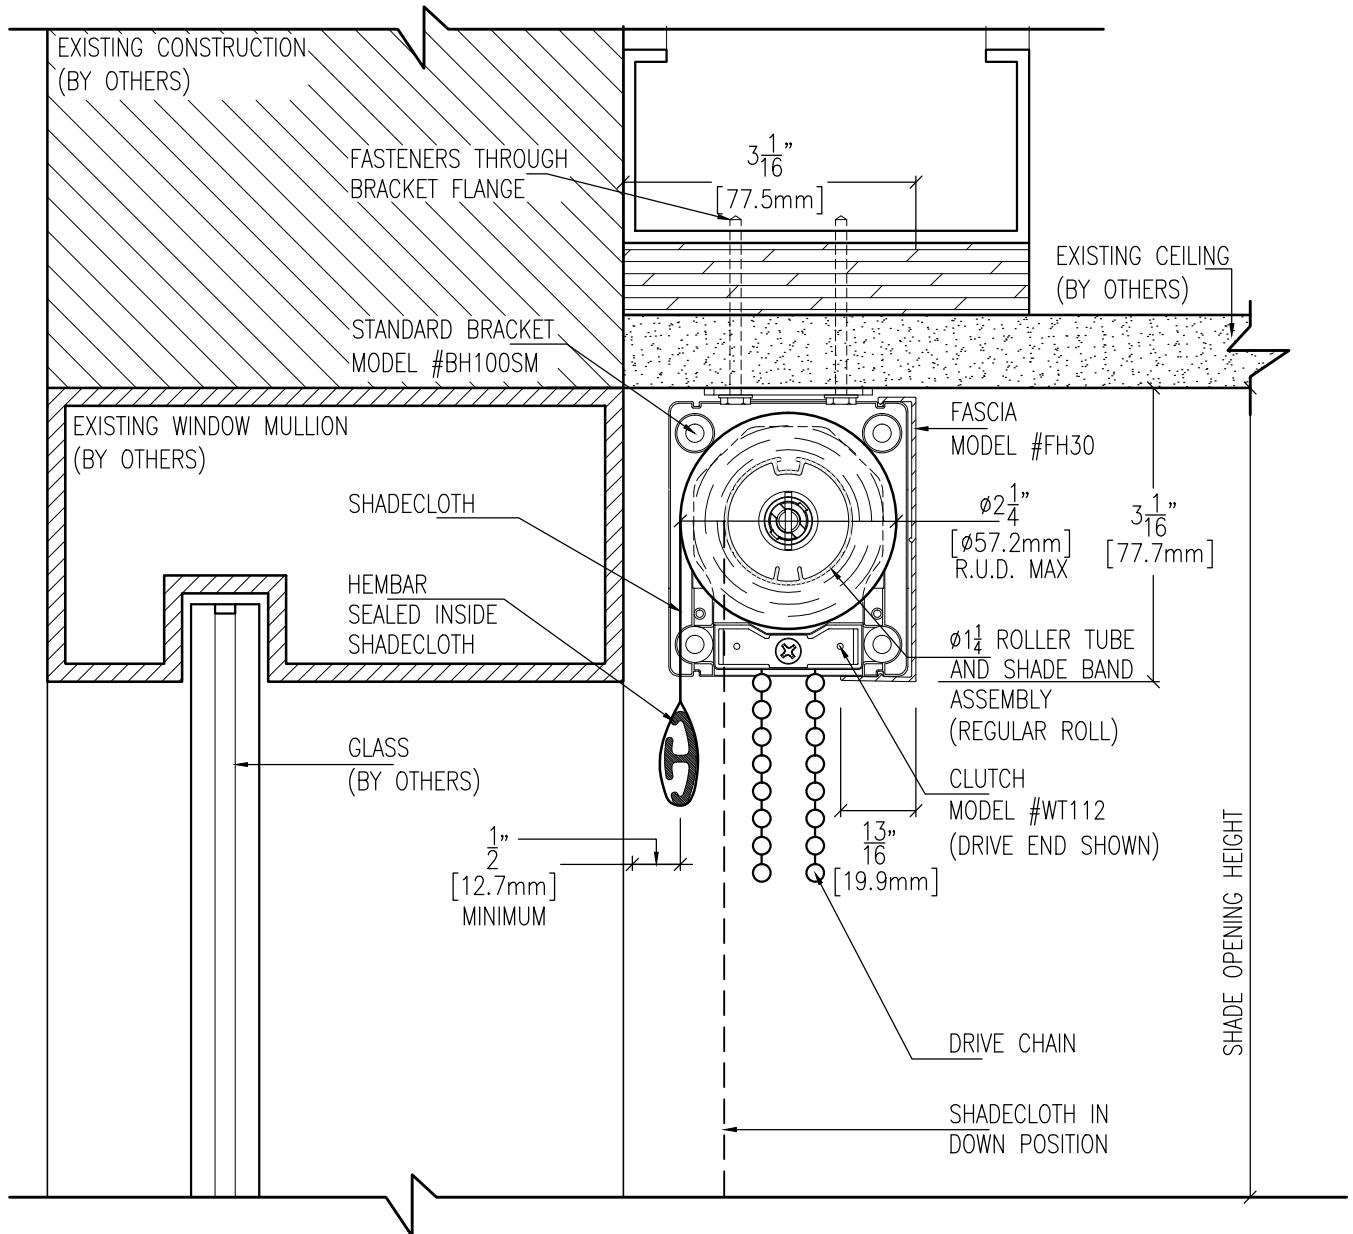 EXISTING CONSTRUCTION
(BY OTHERS)
FASTENERS THROUGH
BRACKET FLANGE
3 1/16"
[77.5mm]
EXISTING CEILING
(BY OTHERS)
STANDARD BRACKET
MODEL #BH100SM
EXISTING WINDOW MULLION
(BY OTHERS)
FASCIA
MODEL #FH30
SHADECLOTH
ø2 1/4"
[ø57.2mm]
R.U.D. MAX
3 1/16"
[77.7mm]
HEMBAR
SEALED INSIDE
SHADECLOTH
ø1 1/4 ROLLER TUBE
AND SHADE BAND
ASSEMBLY
(REGULAR ROLL)
GLASS
(BY OTHERS)
CLUTCH
MODEL #WT112
(DRIVE END SHOWN)
1/2"
[12.7mm]
MINIMUM
13/16"
[19.9mm]
SHADE OPENING HEIGHT
DRIVE CHAIN
SHADECLOTH IN
DOWN POSITION